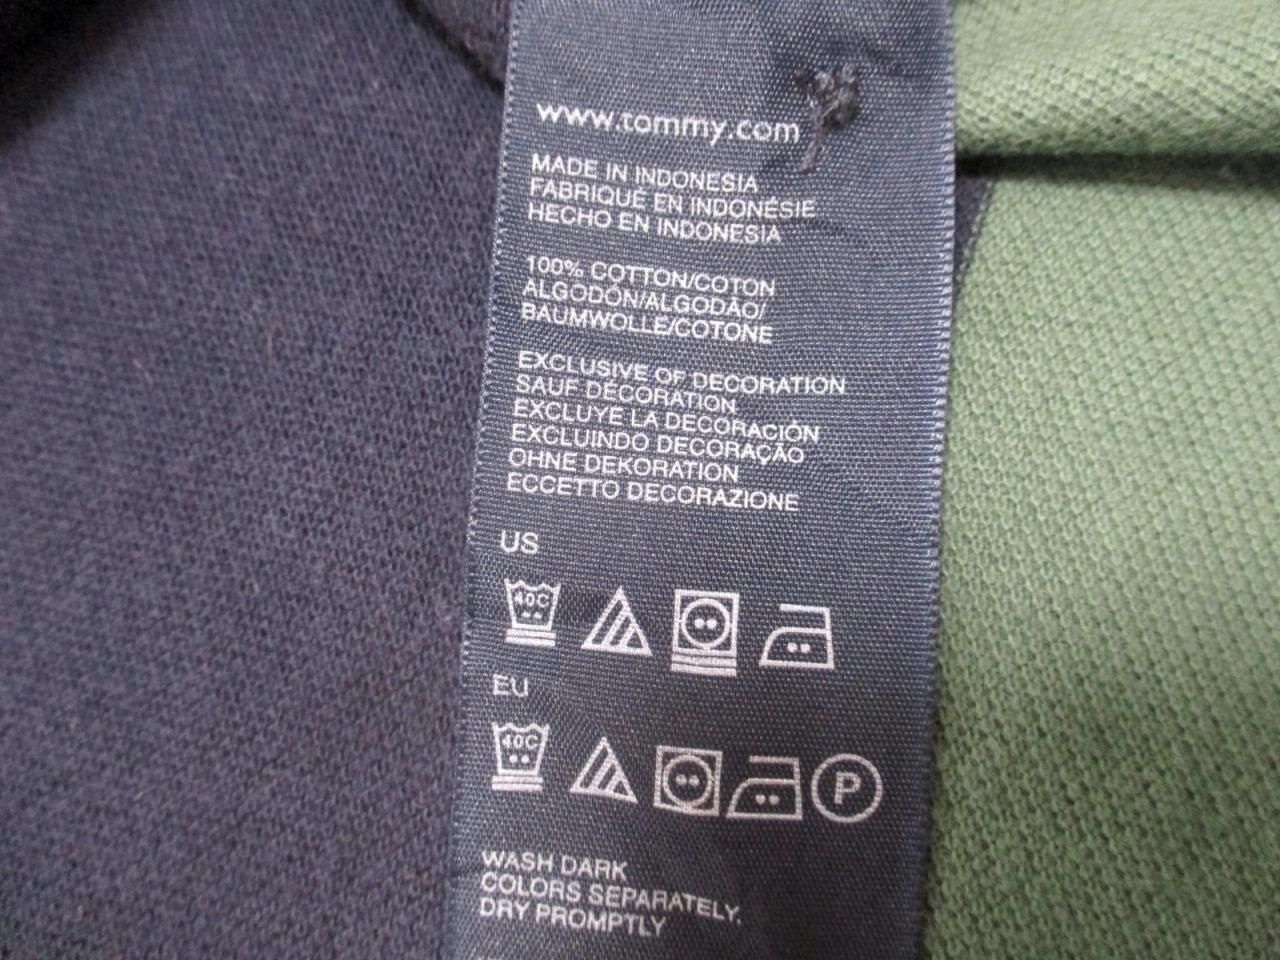 www.tommy.com
MADE IN INDONESIA
FABRIQUÉ EN INDONÉSIE
HECHO EN INDONESIA
100% COTTON/COTON
ALGODÓN/ALGODÃO/
BAUMWOLLE/COTONE
EXCLUSIVE OF DECORATION
SAUF DÉCORATION
EXCLUYE LA DECORACIÓN
EXCLUINDO DECORAÇÃO
OHNE DEKORATION
ECCETTO DECORAZIONE
US
40C
EU
40C P
WASH DARK
COLORS SEPARATELY.
DRY PROMPTLY